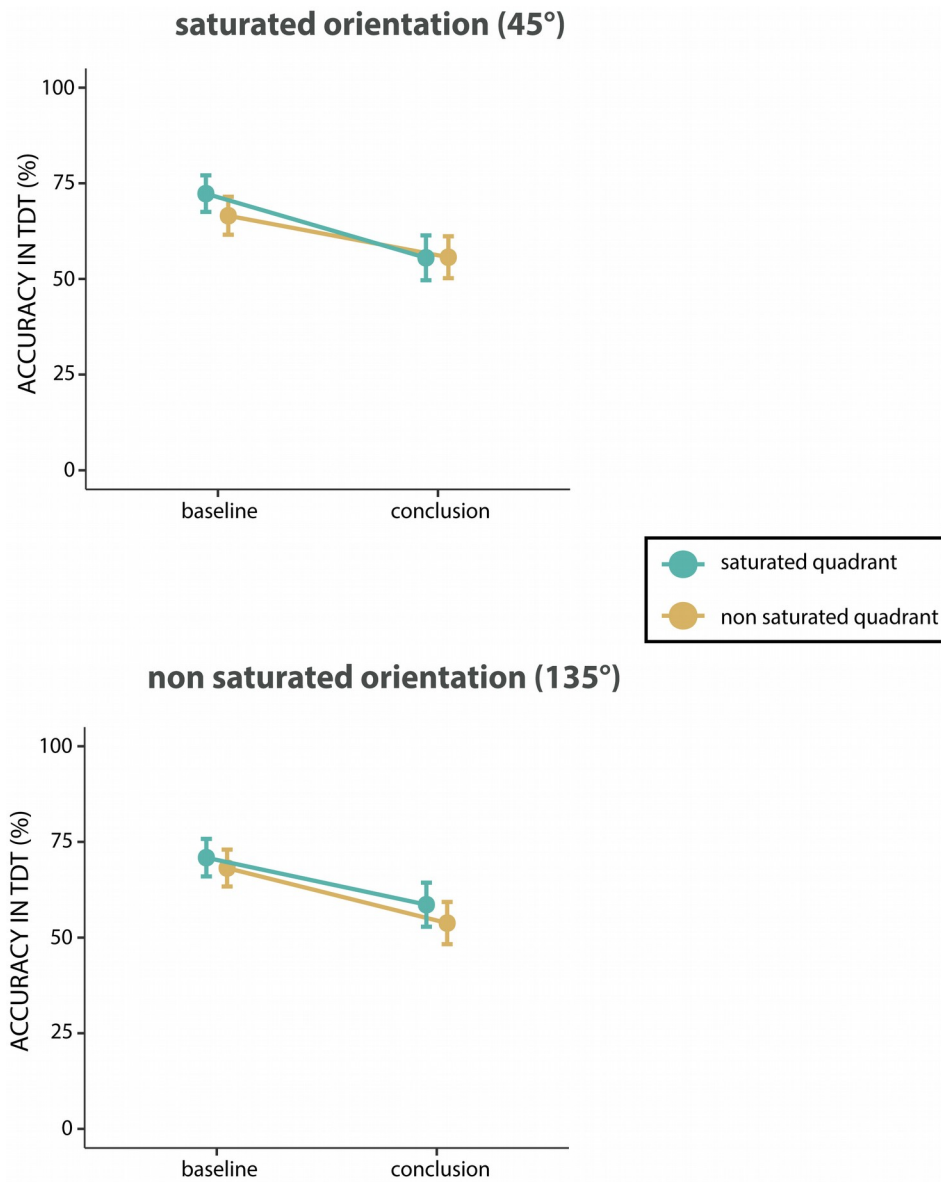 saturated orientation (45°)
ACCURACY IN TDT (%)
100
75
50
25
0
baseline conclusion
saturated quadrant
non saturated quadrant
non saturated orientation (135°)
ACCURACY IN TDT (%)
100
75
50
25
0
baseline conclusion